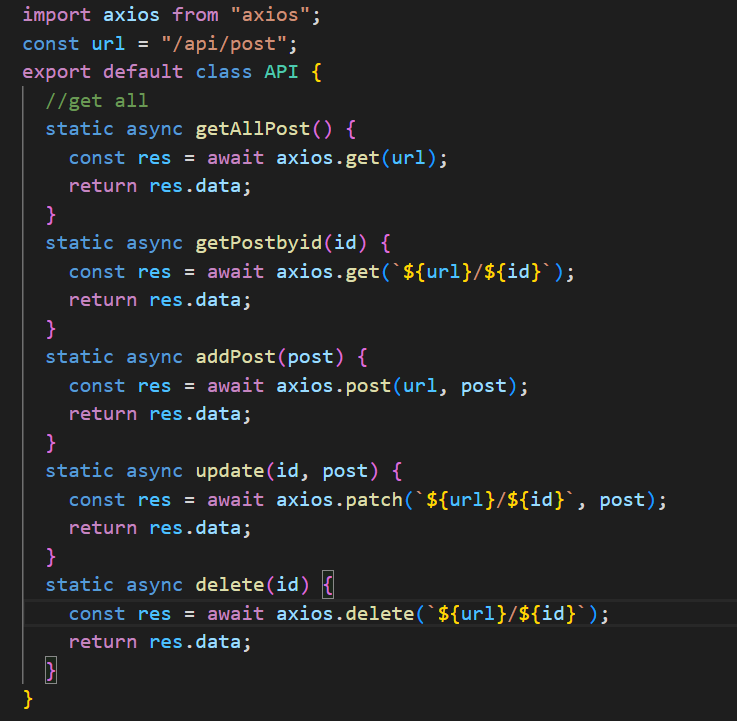 import axios from "axios";
const url = "/api/post";
export default class API {
  //get all
  static async getAllPost() {
    const res = await axios.get(url);
    return res.data;
  }
  static async getPostbyid(id) {
    const res = await axios.get(`${url}/${id}`);
    return res.data;
  }
  static async addPost(post) {
    const res = await axios.post(url, post);
    return res.data;
  }
  static async update(id, post) {
    const res = await axios.patch(`${url}/${id}`, post);
    return res.data;
  }
  static async delete(id) {
    const res = await axios.delete(`${url}/${id}`);
    return res.data;
  }
}